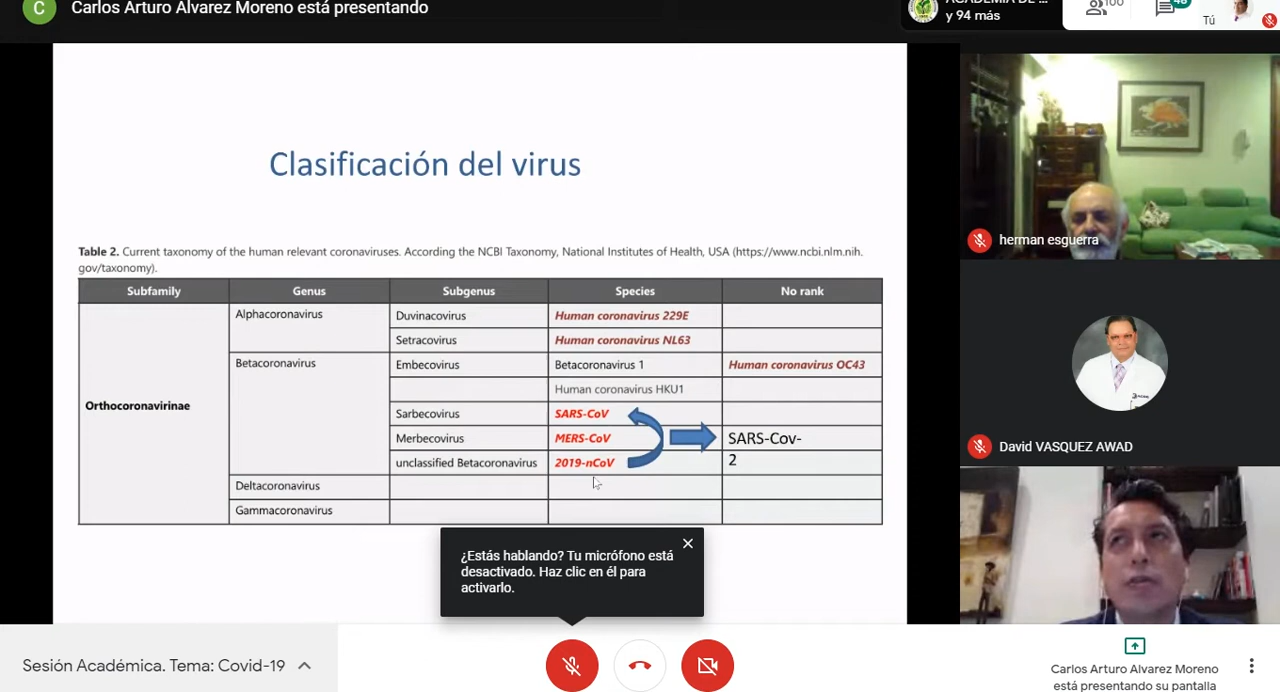 C Carlos Arturo Alvarez Moreno está presentando
ACADEMIA DE ...
y 94 más
100
48
Tú
Clasificación del virus
Table 2. Current taxonomy of the human relevant coronaviruses. According the NCBI Taxonomy, National Institutes of Health, USA (https://www.ncbi.nlm.nih.
gov/taxonomy).
Subfamily Genus Subgenus Species No rank
Orthocoronavirinae
Alphacoronavirus Duvinacovirus Human coronavirus 229E
Setracovirus Human coronavirus NL63
Betacoronavirus Embecovirus Betacoronavirus 1 Human coronavirus OC43
Human coronavirus HKU1
Sarbecovirus SARS-CoV
Merbecovirus MERS-CoV SARS-Cov-
unclassified Betacoronavirus 2019-nCoV 2
Deltacoronavirus
Gammacoronavirus
herman esguerra
David VASQUEZ AWAD
¿Estás hablando? Tu micrófono está
desactivado. Haz clic en él para
activarlo.
Sesión Académica. Tema: Covid-19
Carlos Arturo Alvarez Moreno
está presentando su pantalla